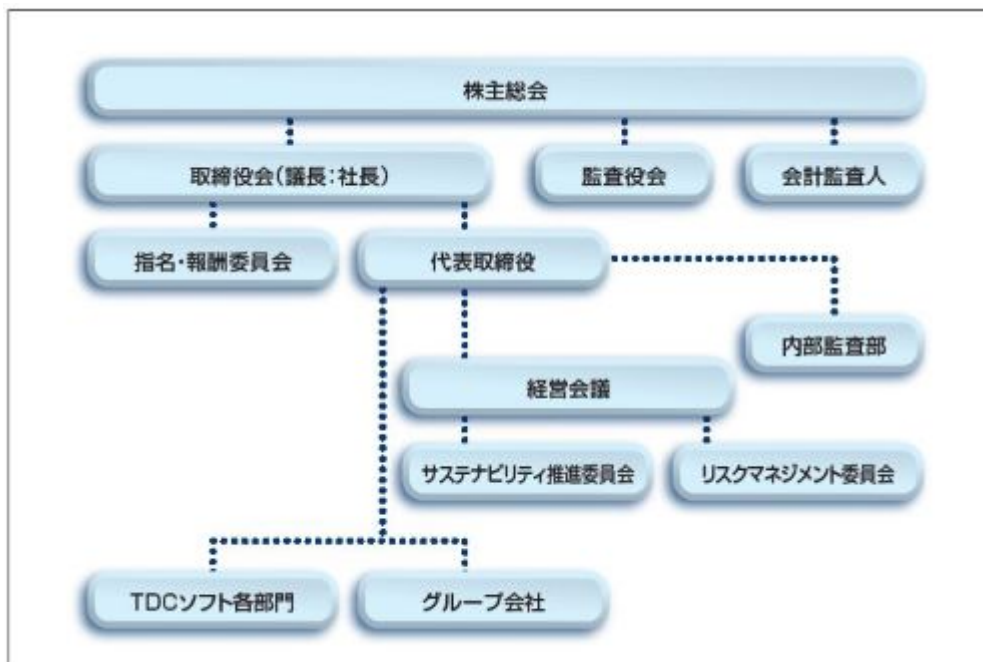 株主総会
取締役会(議長:社長)
監査役会
会計監査人
指名・報酬委員会
代表取締役
内部監査部
経営会議
サステナビリティ推進委員会
リスクマネジメント委員会
TDCソフト各部門
グループ会社